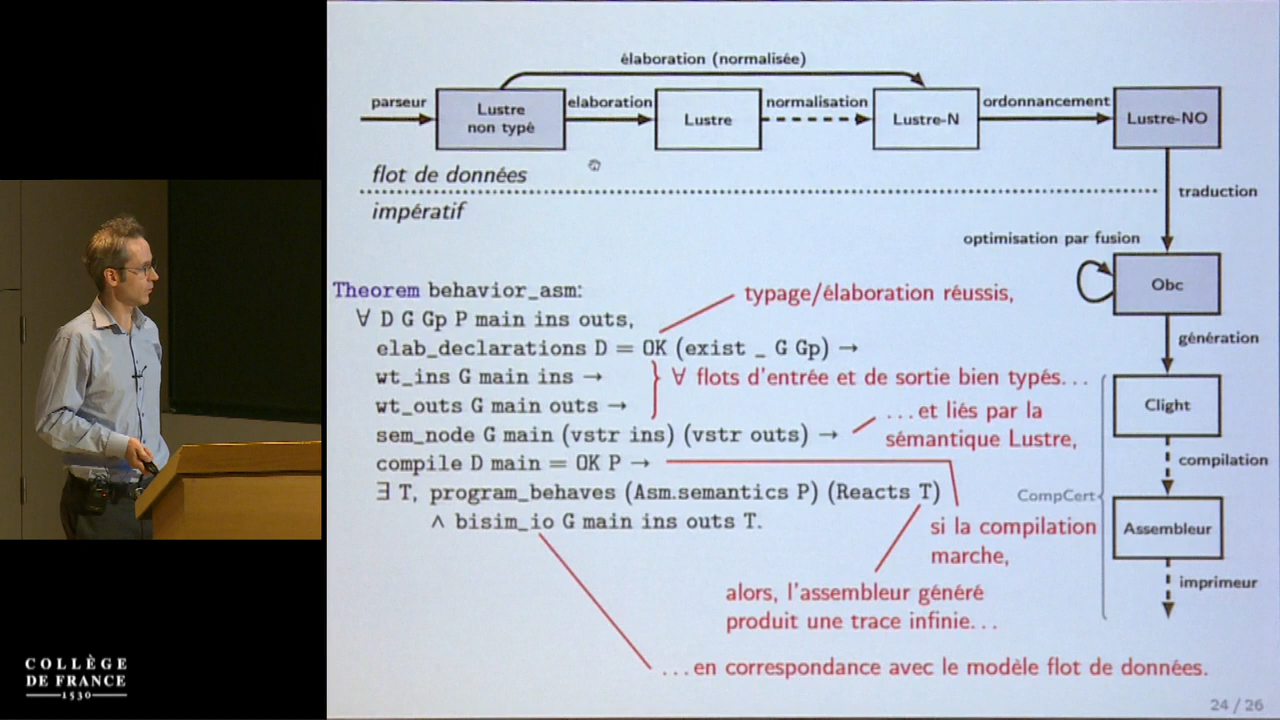 élaboration (normalisée)
parseur
Lustre
non typé
elaboration
Lustre
normalisation
Lustre-N
ordonnancement
Lustre-NO
flot de données
impératif
traduction
optimisation par fusion
Obc
génération
Clight
compilation
CompCert
Assembleur
imprimeur
Theorem behavior_asm:
∀ D G Gp P main ins outs,
elab_declarations D = OK (exist _ G Gp) →
wt_ins G main ins →
wt_outs G main outs →
sem_node G main (vstr ins) (vstr outs) →
compile D main = OK P →
∃ T, program_behaves (Asm.semantics P) (Reacts T)
∧ bisim_io G main ins outs T.
typage/élaboration réussis,
∀ flots d'entrée et de sortie bien typés...
...et liés par la
sémantique Lustre,
si la compilation
marche,
alors, l'assembleur généré
produit une trace infinie...
...en correspondance avec le modèle flot de données.
COLLÈGE
DE FRANCE
1530
24 / 26